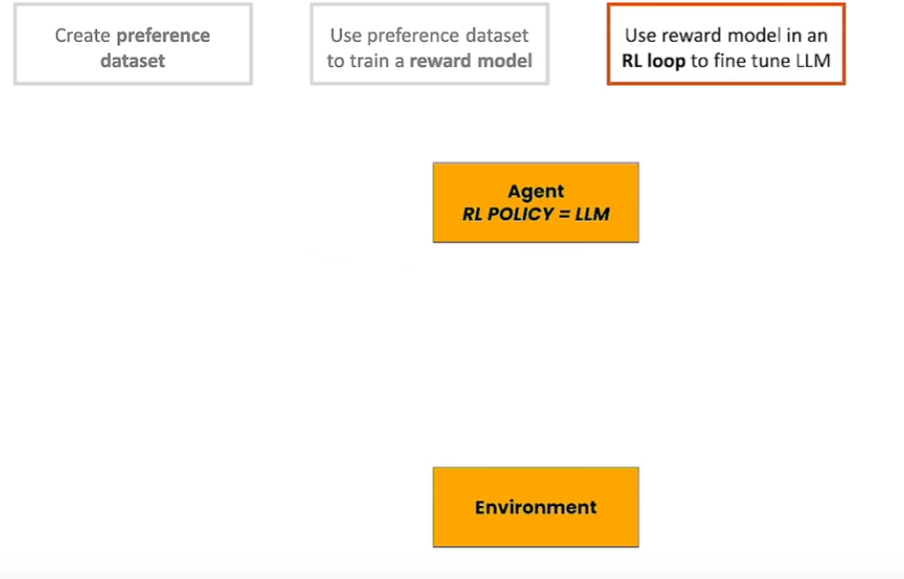 Create preference
dataset
Use preference dataset
to train a reward model
Use reward model in an
RL loop to fine tune LLM
Agent
RL POLICY = LLM
Environment